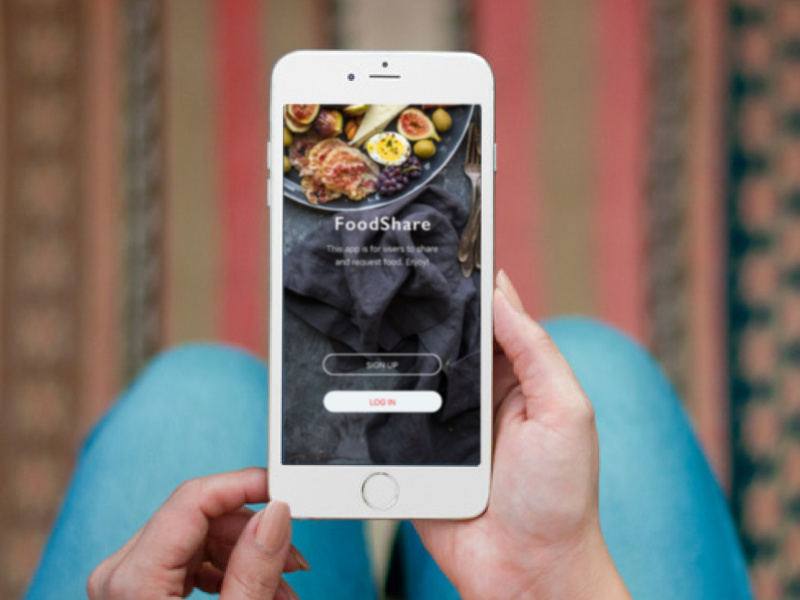 FoodShare
This app is for users to share
and request food. Enjoy!
SIGN UP
LOG IN